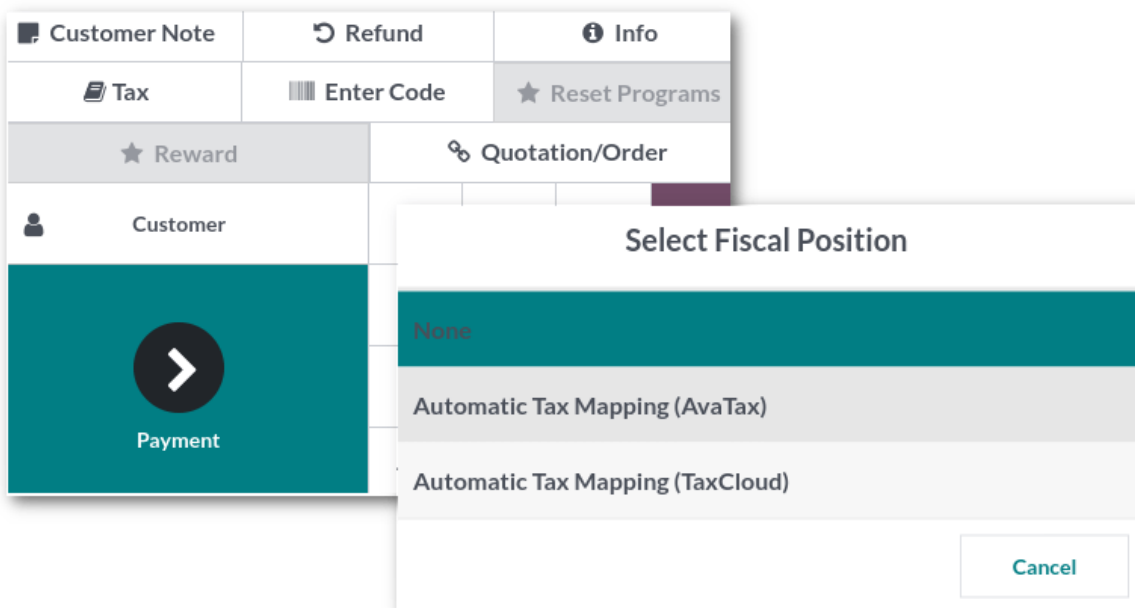 Customer Note
Refund
Info
Tax
Enter Code
Reset Programs
Reward
Quotation/Order
Customer
Payment
Select Fiscal Position
None
Automatic Tax Mapping (AvaTax)
Automatic Tax Mapping (TaxCloud)
Cancel